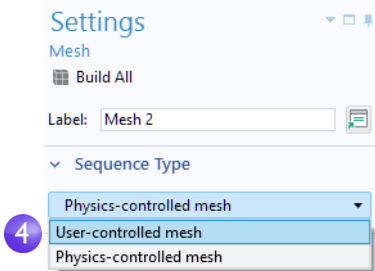 Settings
Mesh
Build All
Label: Mesh 2
Sequence Type
Physics-controlled mesh
4 User-controlled mesh
Physics-controlled mesh